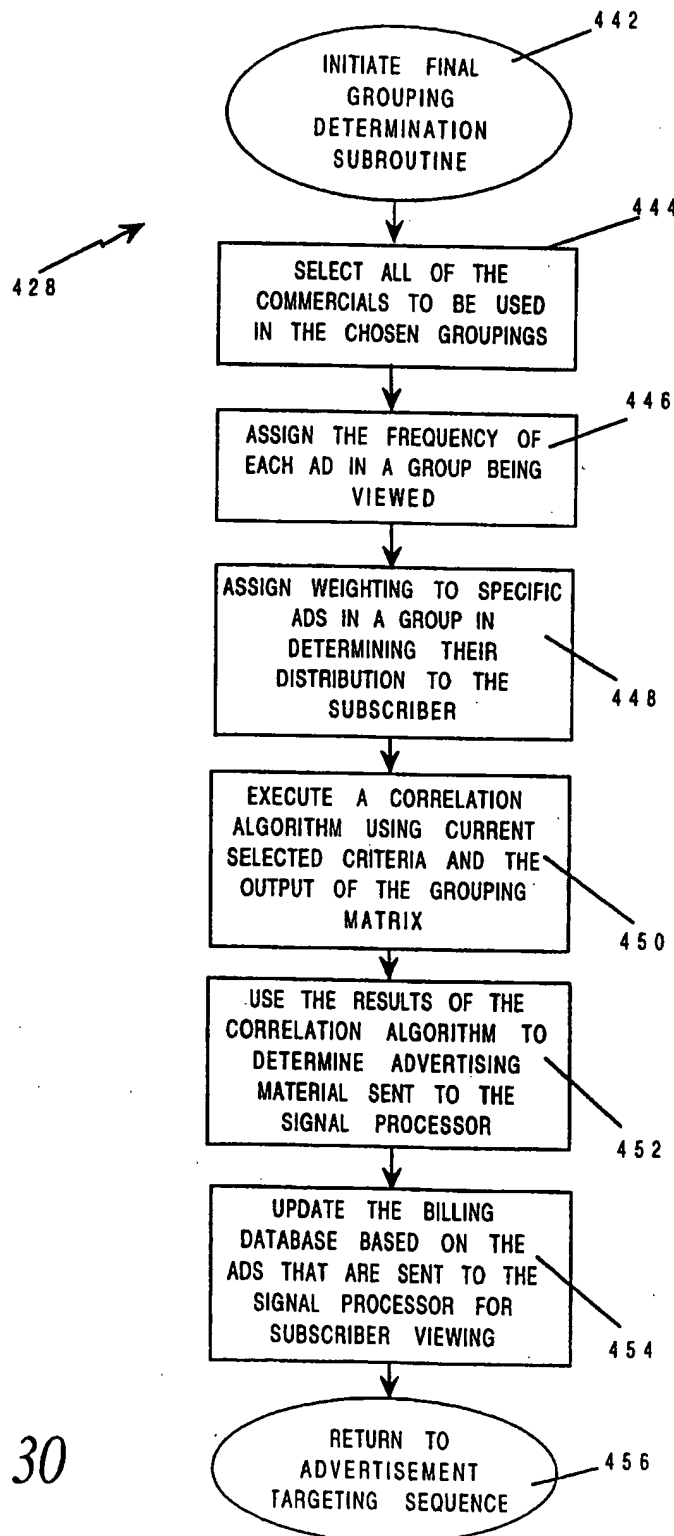 442
INITIATE FINAL
GROUPING
DETERMINATION
SUBROUTINE
428
444
SELECT ALL OF THE
COMMERCIALS TO BE USED
IN THE CHOSEN GROUPINGS
446
ASSIGN THE FREQUENCY OF
EACH AD IN A GROUP BEING
VIEWED
ASSIGN WEIGHTING TO SPECIFIC
ADS IN A GROUP IN
DETERMINING THEIR
DISTRIBUTION TO THE
SUBSCRIBER
448
EXECUTE A CORRELATION
ALGORITHM USING CURRENT
SELECTED CRITERIA AND THE
OUTPUT OF THE GROUPING
MATRIX
450
USE THE RESULTS OF THE
CORRELATION ALGORITHM TO
DETERMINE ADVERTISING
MATERIAL SENT TO THE
SIGNAL PROCESSOR
452
UPDATE THE BILLING
DATABASE BASED ON THE
ADS THAT ARE SENT TO THE
SIGNAL PROCESSOR FOR
SUBSCRIBER VIEWING
454
30
RETURN TO
ADVERTISEMENT
TARGETING SEQUENCE
456